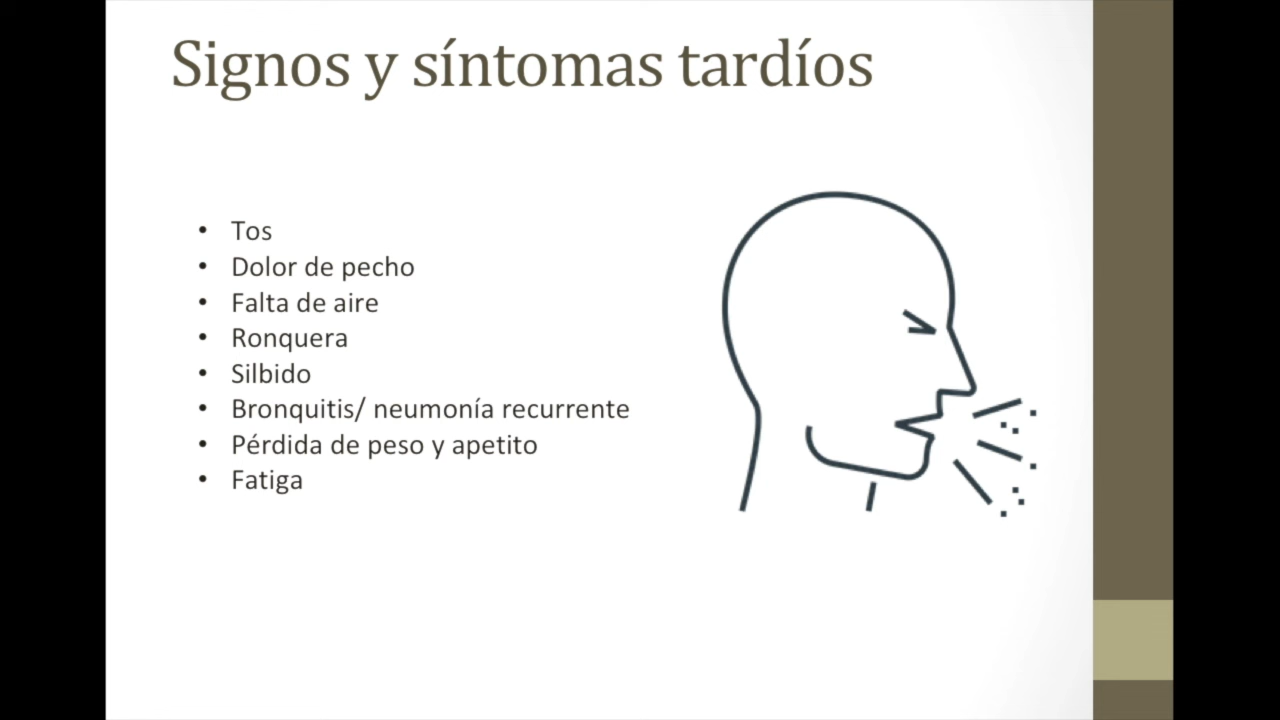 Signos y síntomas tardíos
• Tos
• Dolor de pecho
• Falta de aire
• Ronquera
• Silbido
• Bronquitis/ neumonía recurrente
• Pérdida de peso y apetito
• Fatiga